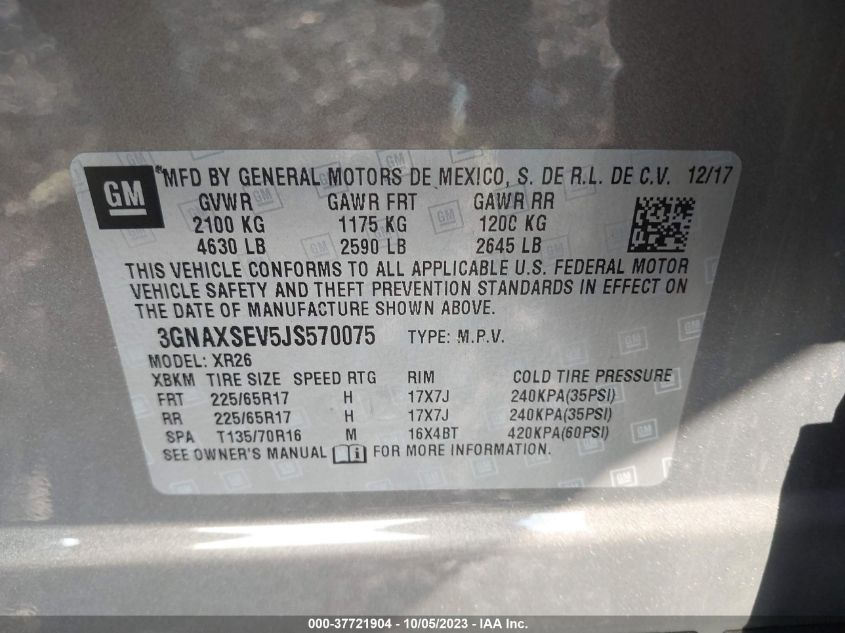 GM
®MFD BY GENERAL MOTORS DE MEXICO, S. DE R.L. DE C.V. 12/17
GVWR GAWR FRT GAWR RR
2100 KG 1175 KG 1200 KG
4630 LB 2590 LB 2645 LB
THIS VEHICLE CONFORMS TO ALL APPLICABLE U.S. FEDERAL MOTOR
VEHICLE SAFETY AND THEFT PREVENTION STANDARDS IN EFFECT ON
THE DATE OF MANUFACTURE SHOWN ABOVE.
3GNAXSEV5JS570075 TYPE: M.P.V.
MODEL: XR26
XBKM TIRE SIZE SPEED RTG RIM COLD TIRE PRESSURE
FRT 225/65R17 H 17X7J 240KPA(35PSI)
RR 225/65R17 H 17X7J 240KPA(35PSI)
SPA T135/70R16 M 16X4BT 420KPA(60PSI)
SEE OWNER'S MANUAL FOR MORE INFORMATION.
000-37721904 - 10/05/2023 - IAA Inc.